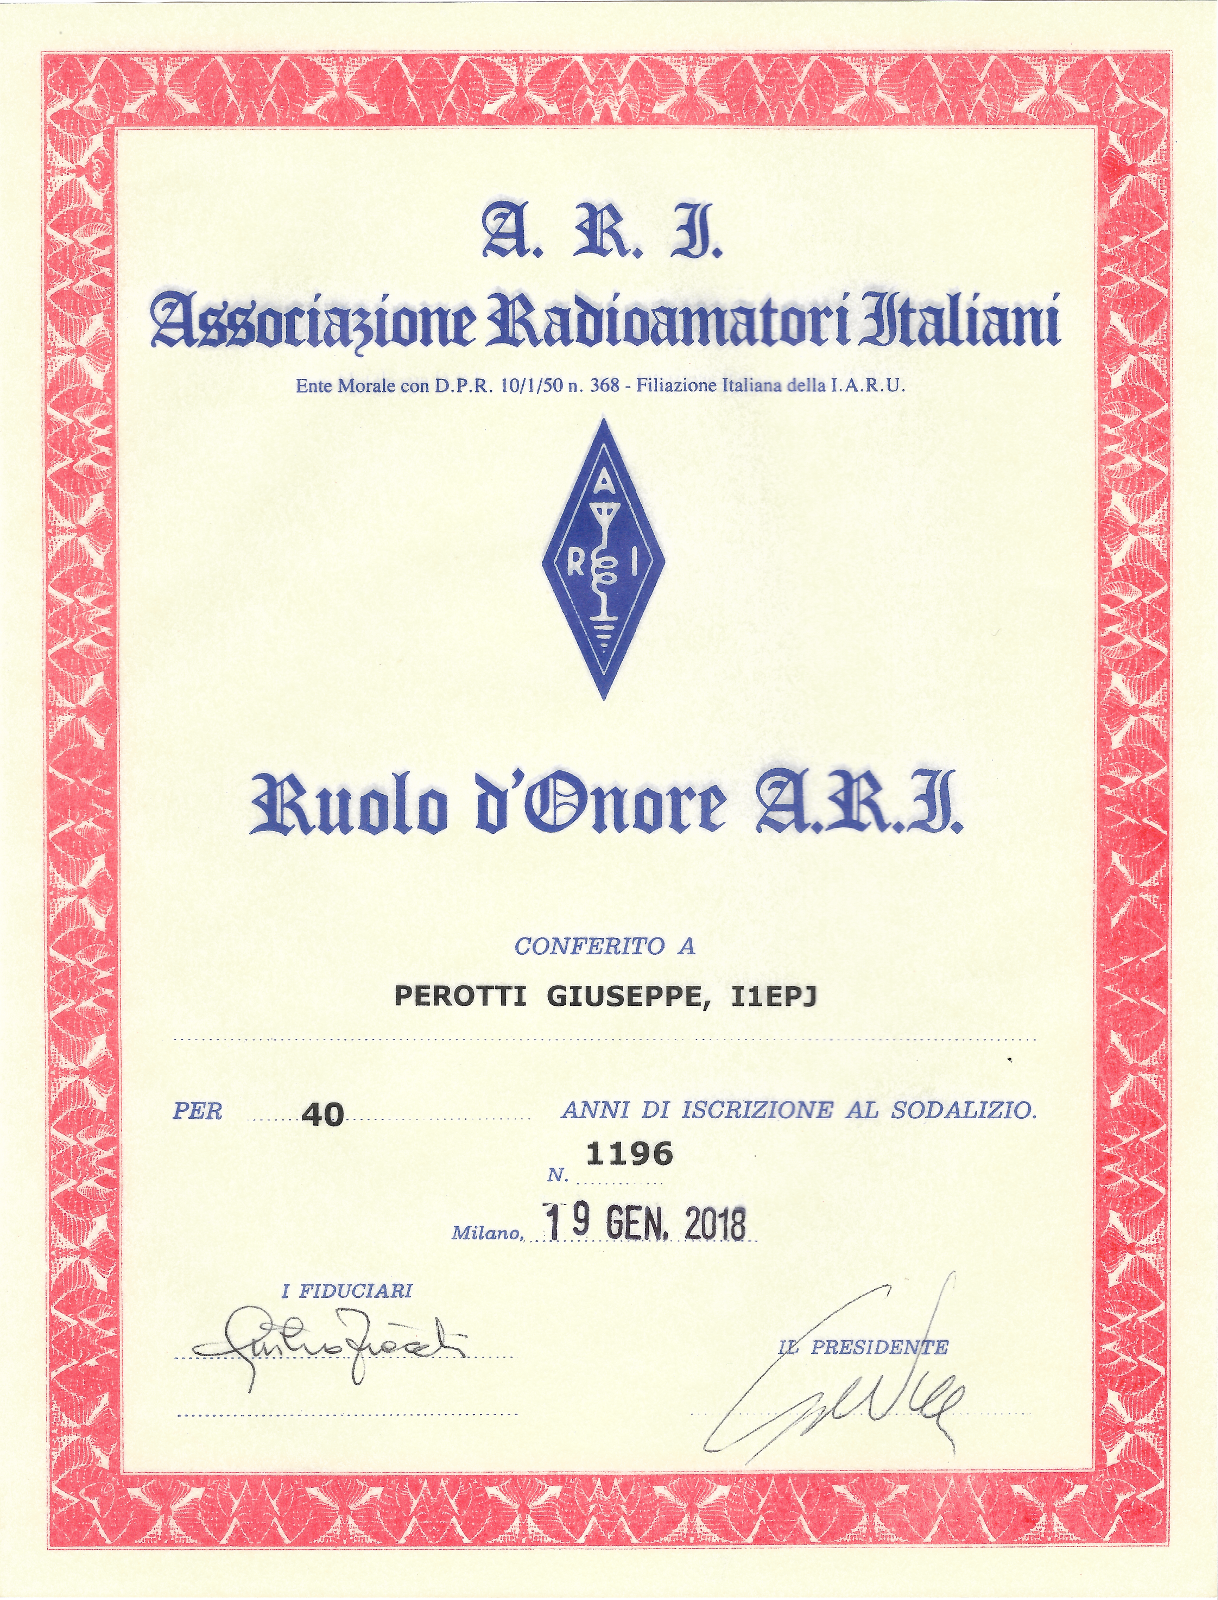 A. R. I.
Associazione Radioamatori Italiani
Ente Morale con D.P.R. 10/1/50 n. 368 - Filiazione Italiana della I.A.R.U.
A
R I
Ruolo d'Onore A.R.I.
CONFERITO A
PEROTTI GIUSEPPE, I1EPJ
PER 40 ANNI DI ISCRIZIONE AL SODALIZIO.
N. 1196
Milano, 19 GEN. 2018
I FIDUCIARI
IL PRESIDENTE